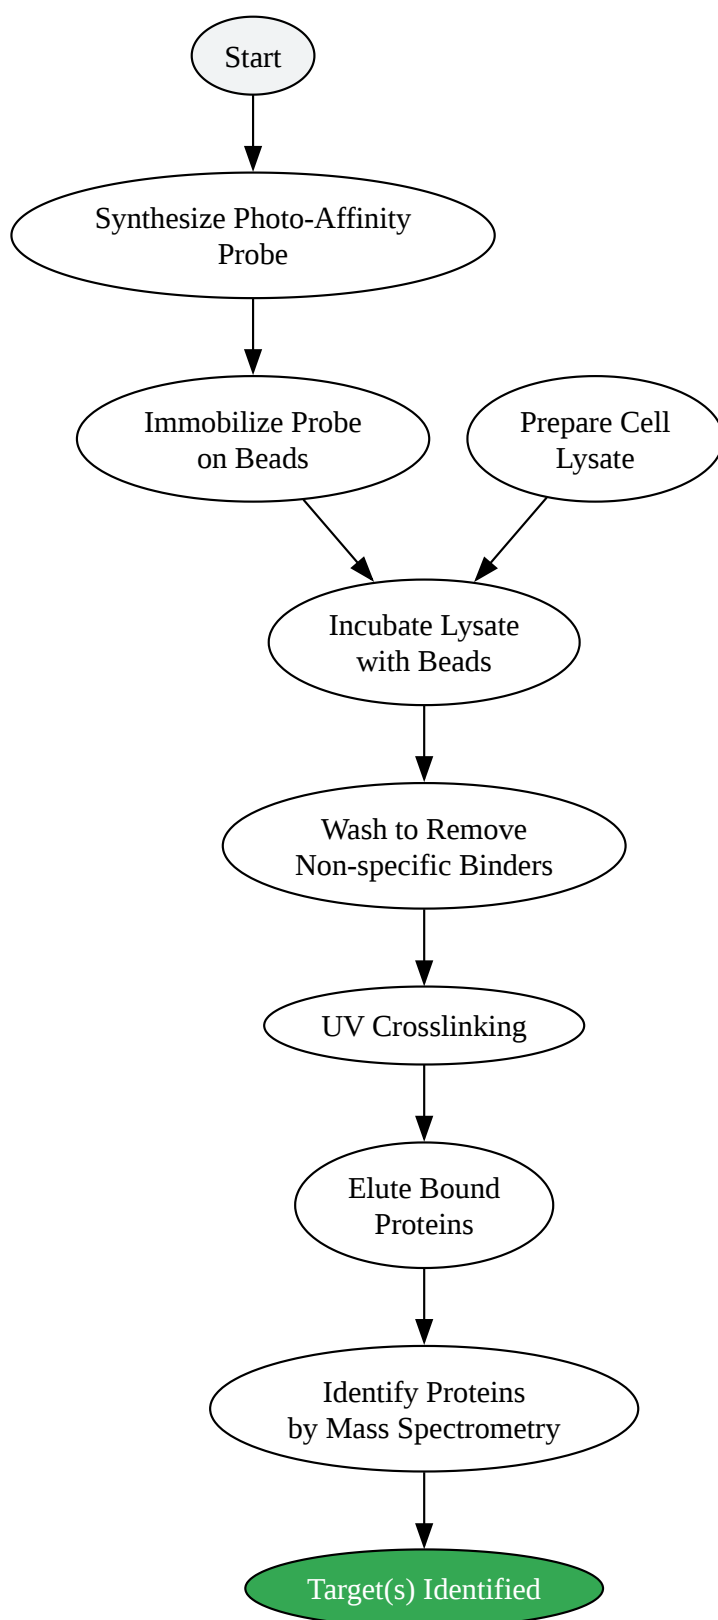 Start
Synthesize Photo-Affinity
Probe
Immobilize Probe
on Beads
Prepare Cell
Lysate
Incubate Lysate
with Beads
Wash to Remove
Non-specific Binders
UV Crosslinking
Elute Bound
Proteins
Identify Proteins
by Mass Spectrometry
Target(s) Identified